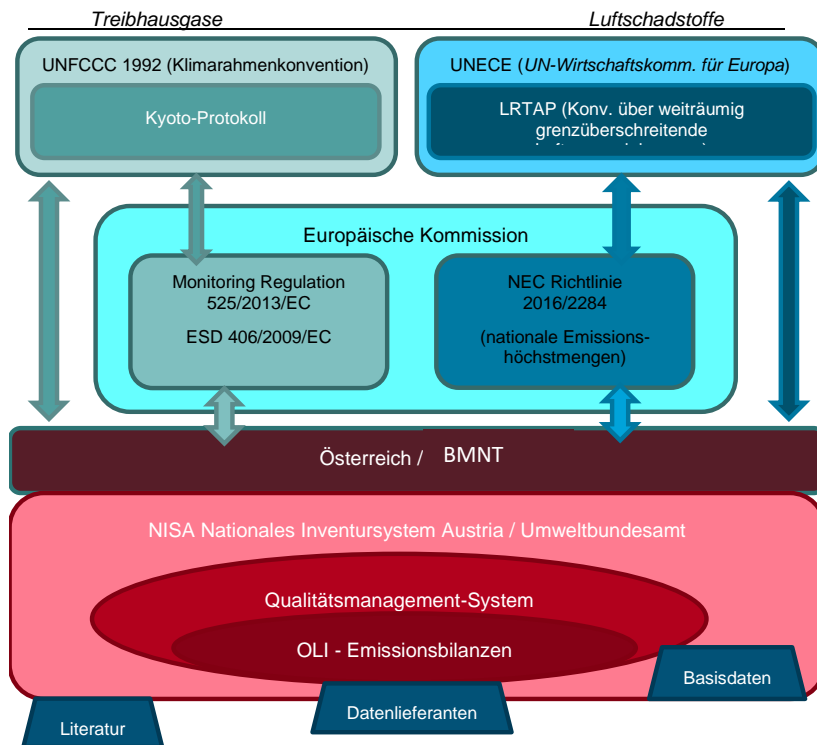 Treibhausgase
Luftschadstoffe
UNFCCC 1992 (Klimarahmenkonvention)
Kyoto-Protokoll
UNECE (UN-Wirtschaftskomm. für Europa)
LRTAP (Konv. über weiträumig
grenzüberschreitende
Europäische Kommission
Monitoring Regulation
525/2013/EC
ESD 406/2009/EC
NEC Richtlinie
2016/2284
(nationale Emissions-
höchstmengen)
Österreich / BMNT
NISA Nationales Inventursystem Austria / Umweltbundesamt
Qualitätsmanagement-System
OLI - Emissionsbilanzen
Basisdaten
Datenlieferanten
Literatur